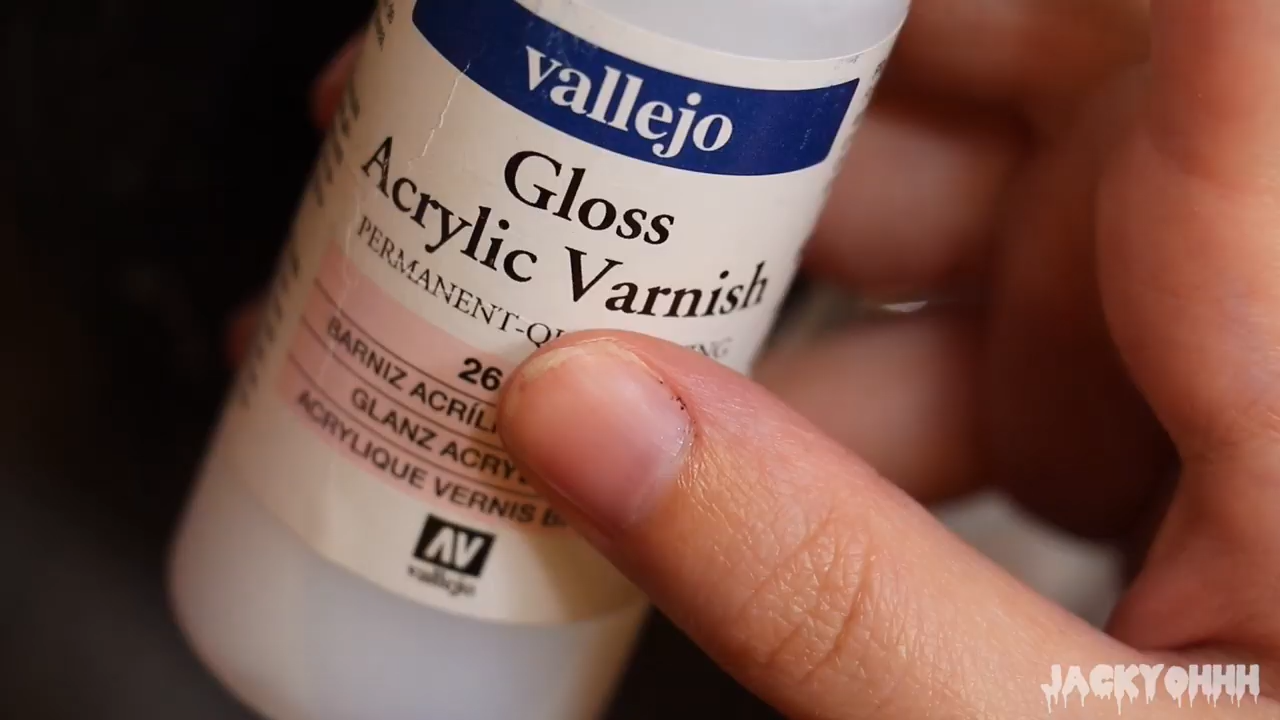 vallejo
Gloss
Acrylic Varnish
PERMANENT-
26
BARNIZ ACRÍL
GLANZ ACRY
ACRYLIQUE VERNIS
AV
vallejo
JACKYOHHH